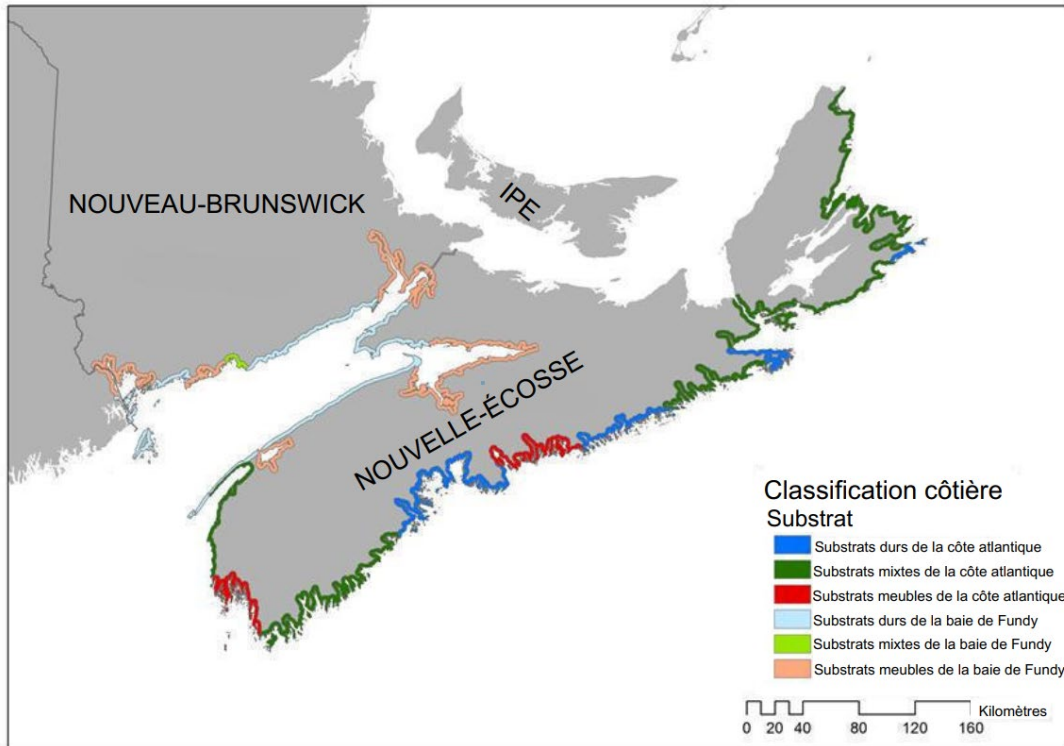 NOUVEAU-BRUNSWICK
IPE
NOUVELLE-ÉCOSSE
Classification côtière
Substrat
Substrats durs de la côte atlantique
Substrats mixtes de la côte atlantique
Substrats meubles de la côte atlantique
Substrats durs de la baie de Fundy
Substrats mixtes de la baie de Fundy
Substrats meubles de la baie de Fundy
Kilomètres
0 20 40 80 120 160